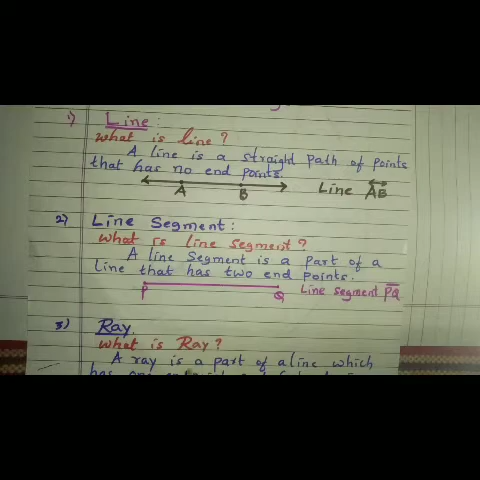 1) Line:
What is line?
A line is a straight path of points
that has no end points.
A B Line AB
2) Line Segment:
What is line segment?
A line segment is a part of a
line that has two end points.
P Q Line segment PQ
3) Ray.
What is Ray?
A ray is a part of a line which
has one